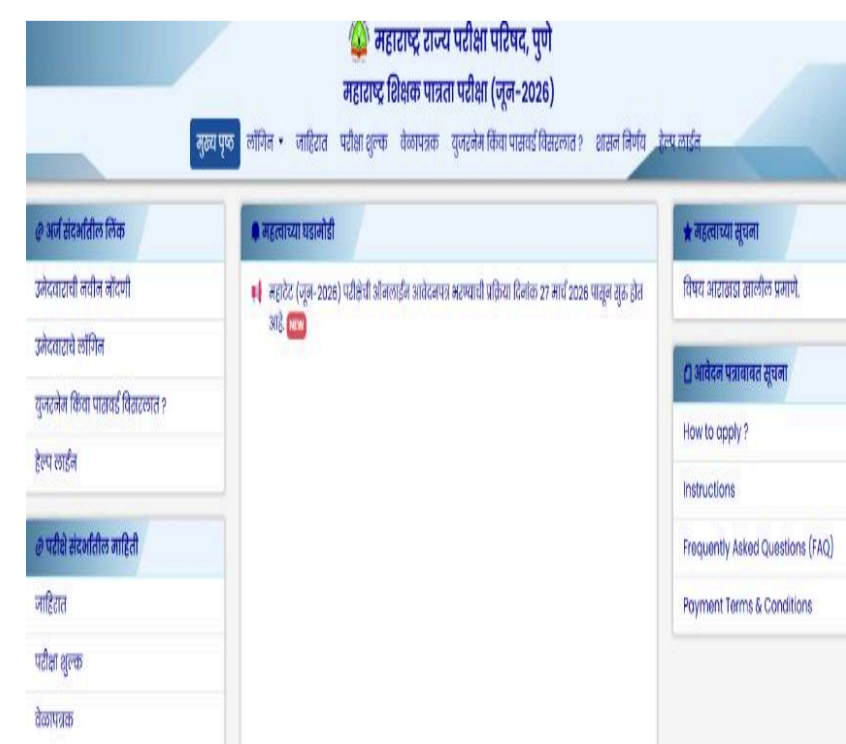 महाराष्ट्र राज्य परीक्षा परिषद, पुणे
महाराष्ट्र शिक्षक पात्रता परीक्षा (जून-2026)
मुख्य पृष्ठ लॉगिन जाहिरात परीक्षा शुल्क वेळापत्रक युजरनेम किंवा पासवर्ड विसरलात ? शासन निर्णय हेल्प लाईन
@ अर्ज संदर्भातील लिंक
उमेदवाराची नवीन नोंदणी
उमेदवाराचे लॉगिन
युजरनेम किंवा पासवर्ड विसरलात ?
हेल्प लाईन
@ परीक्षे संदर्भातील माहिती
जाहिरात
परीक्षा शुल्क
वेळापत्रक
महत्वाच्या घडामोडी
महाटेट (जून-2026) परीक्षेची ऑनलाईन आवेदनपत्र भरण्याची प्रक्रिया दिनांक 27 मार्च 2026 पासून सुरु होत
आहे. NEW
महत्वाच्या सूचना
विषय आराखडा खालील प्रमाणे.
आवेदन पत्राबाबत सूचना
How to apply ?
Instructions
Frequently Asked Questions (FAQ)
Payment Terms & Conditions